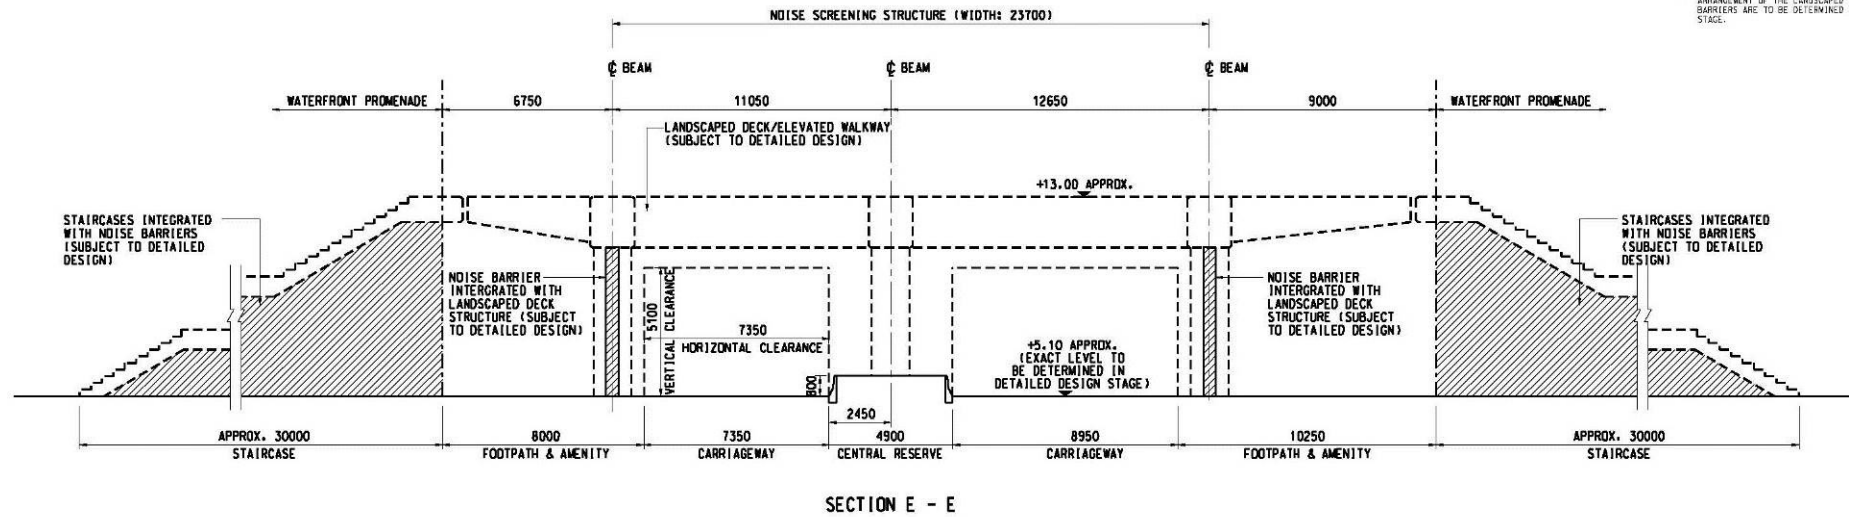 ARRANGEMENT OF THE LANDSCAPED
BARRIERS ARE TO BE DETERMINED
STAGE.
NOISE SCREENING STRUCTURE (WIDTH: 23700)
℄ BEAM
℄ BEAM
℄ BEAM
WATERFRONT PROMENADE
6750
11050
12650
9000
WATERFRONT PROMENADE
LANDSCAPED DECK/ELEVATED WALKWAY
(SUBJECT TO DETAILED DESIGN)
+13.00 APPROX.
STAIRCASES INTEGRATED
WITH NOISE BARRIERS
(SUBJECT TO DETAILED
DESIGN)
STAIRCASES INTEGRATED
WITH NOISE BARRIERS
(SUBJECT TO DETAILED
DESIGN)
NOISE BARRIER
INTERGRATED WITH
LANDSCAPED DECK
STRUCTURE (SUBJECT
TO DETAILED DESIGN)
5100
VERTICAL CLEARANCE
7350
HORIZONTAL CLEARANCE
NOISE BARRIER
INTERGRATED WITH
LANDSCAPED DECK
STRUCTURE (SUBJECT
TO DETAILED DESIGN)
+5.10 APPROX.
(EXACT LEVEL TO
BE DETERMINED IN
DETAILED DESIGN STAGE)
800
2450
APPROX. 30000
8000
7350
4900
8950
10250
APPROX. 30000
STAIRCASE
FOOTPATH & AMENITY
CARRIAGEWAY
CENTRAL RESERVE
CARRIAGEWAY
FOOTPATH & AMENITY
STAIRCASE
SECTION E - E